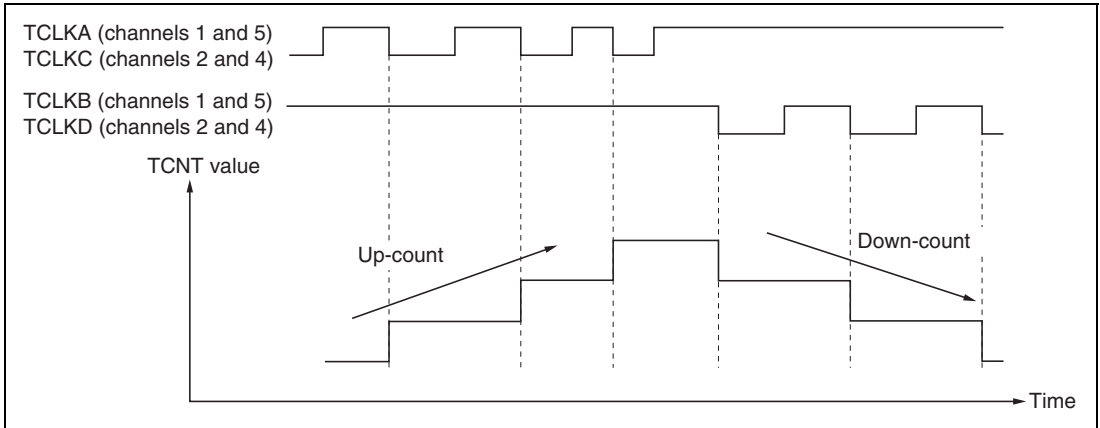 TCLKA (channels 1 and 5)
TCLKC (channels 2 and 4)
TCLKB (channels 1 and 5)
TCLKD (channels 2 and 4)
TCNT value
Up-count
Down-count
Time